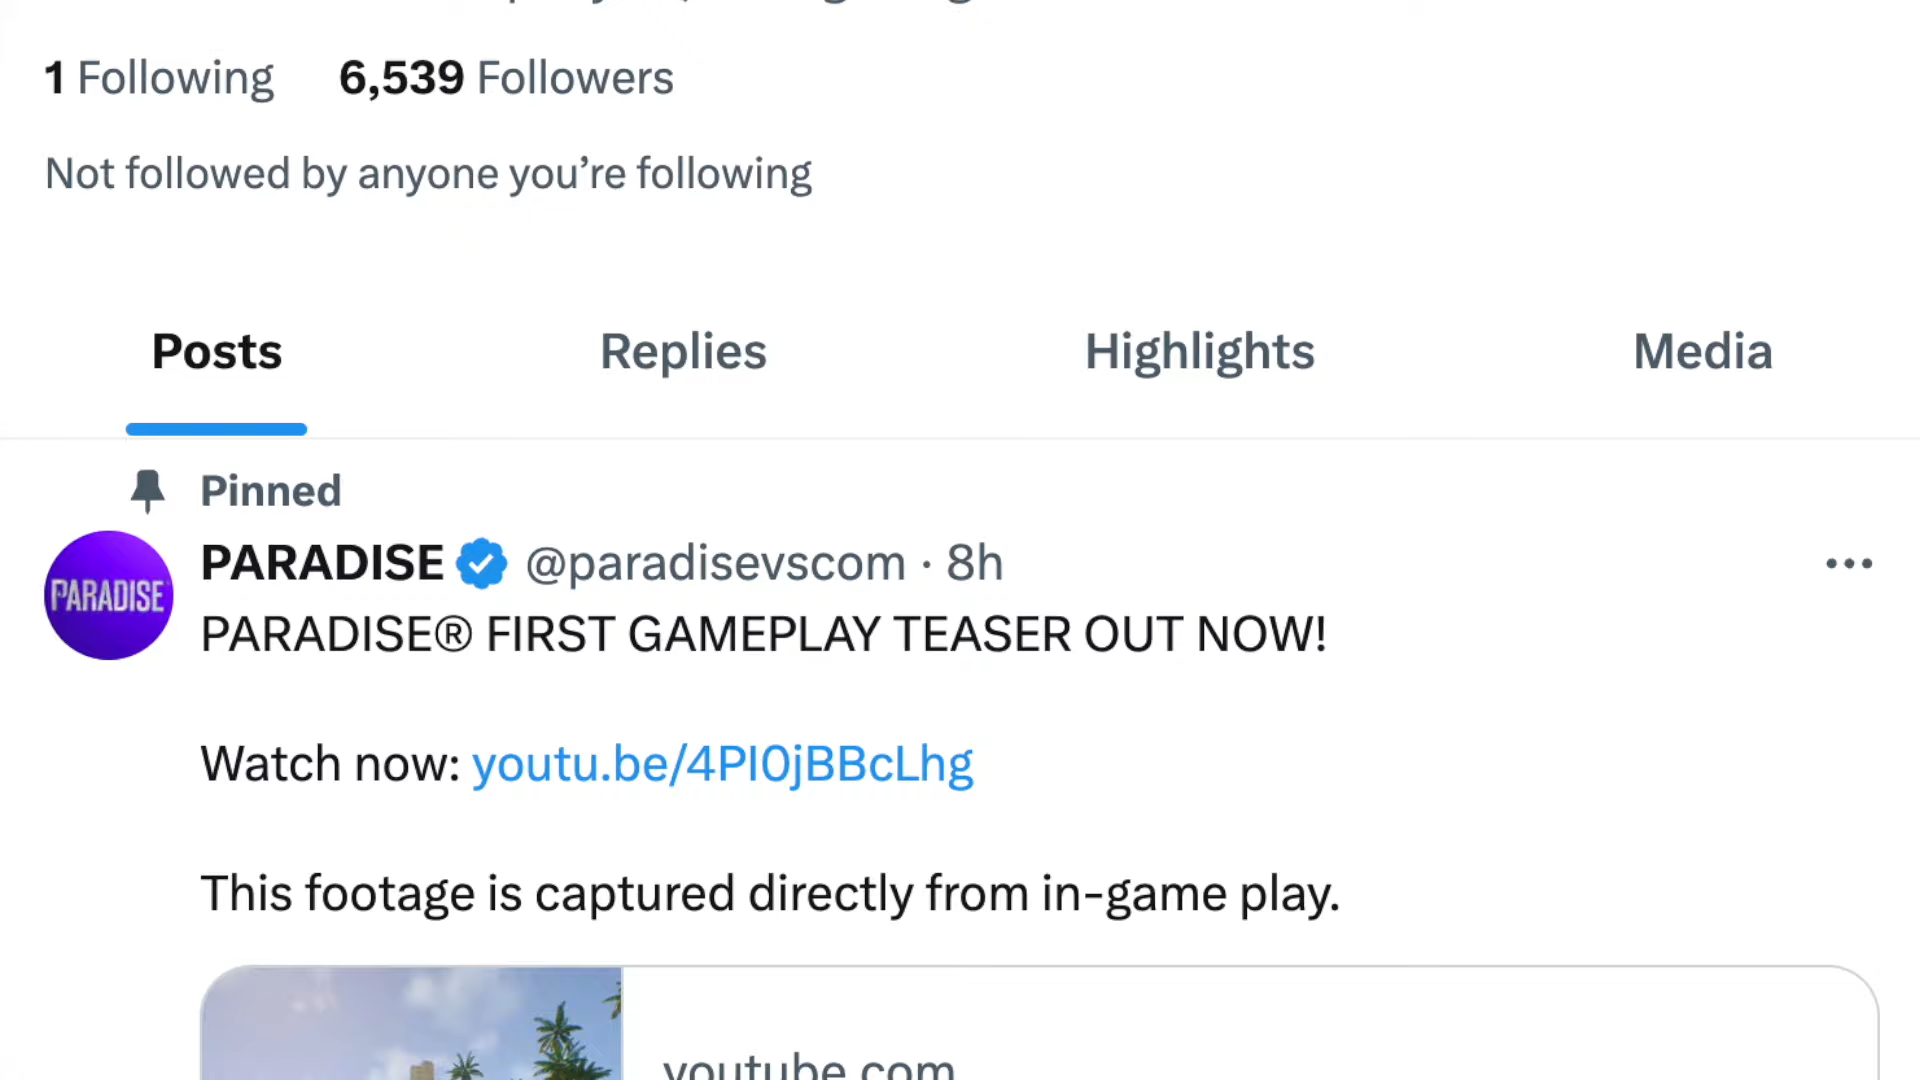 1 Following 6,539 Followers
Not followed by anyone you’re following
Posts Replies Highlights Media
Pinned
PARADISE @paradisevscom · 8h
PARADISE
PARADISE® FIRST GAMEPLAY TEASER OUT NOW!
Watch now: youtu.be/4PI0jBBcLhg
This footage is captured directly from in-game play.
youtube.com